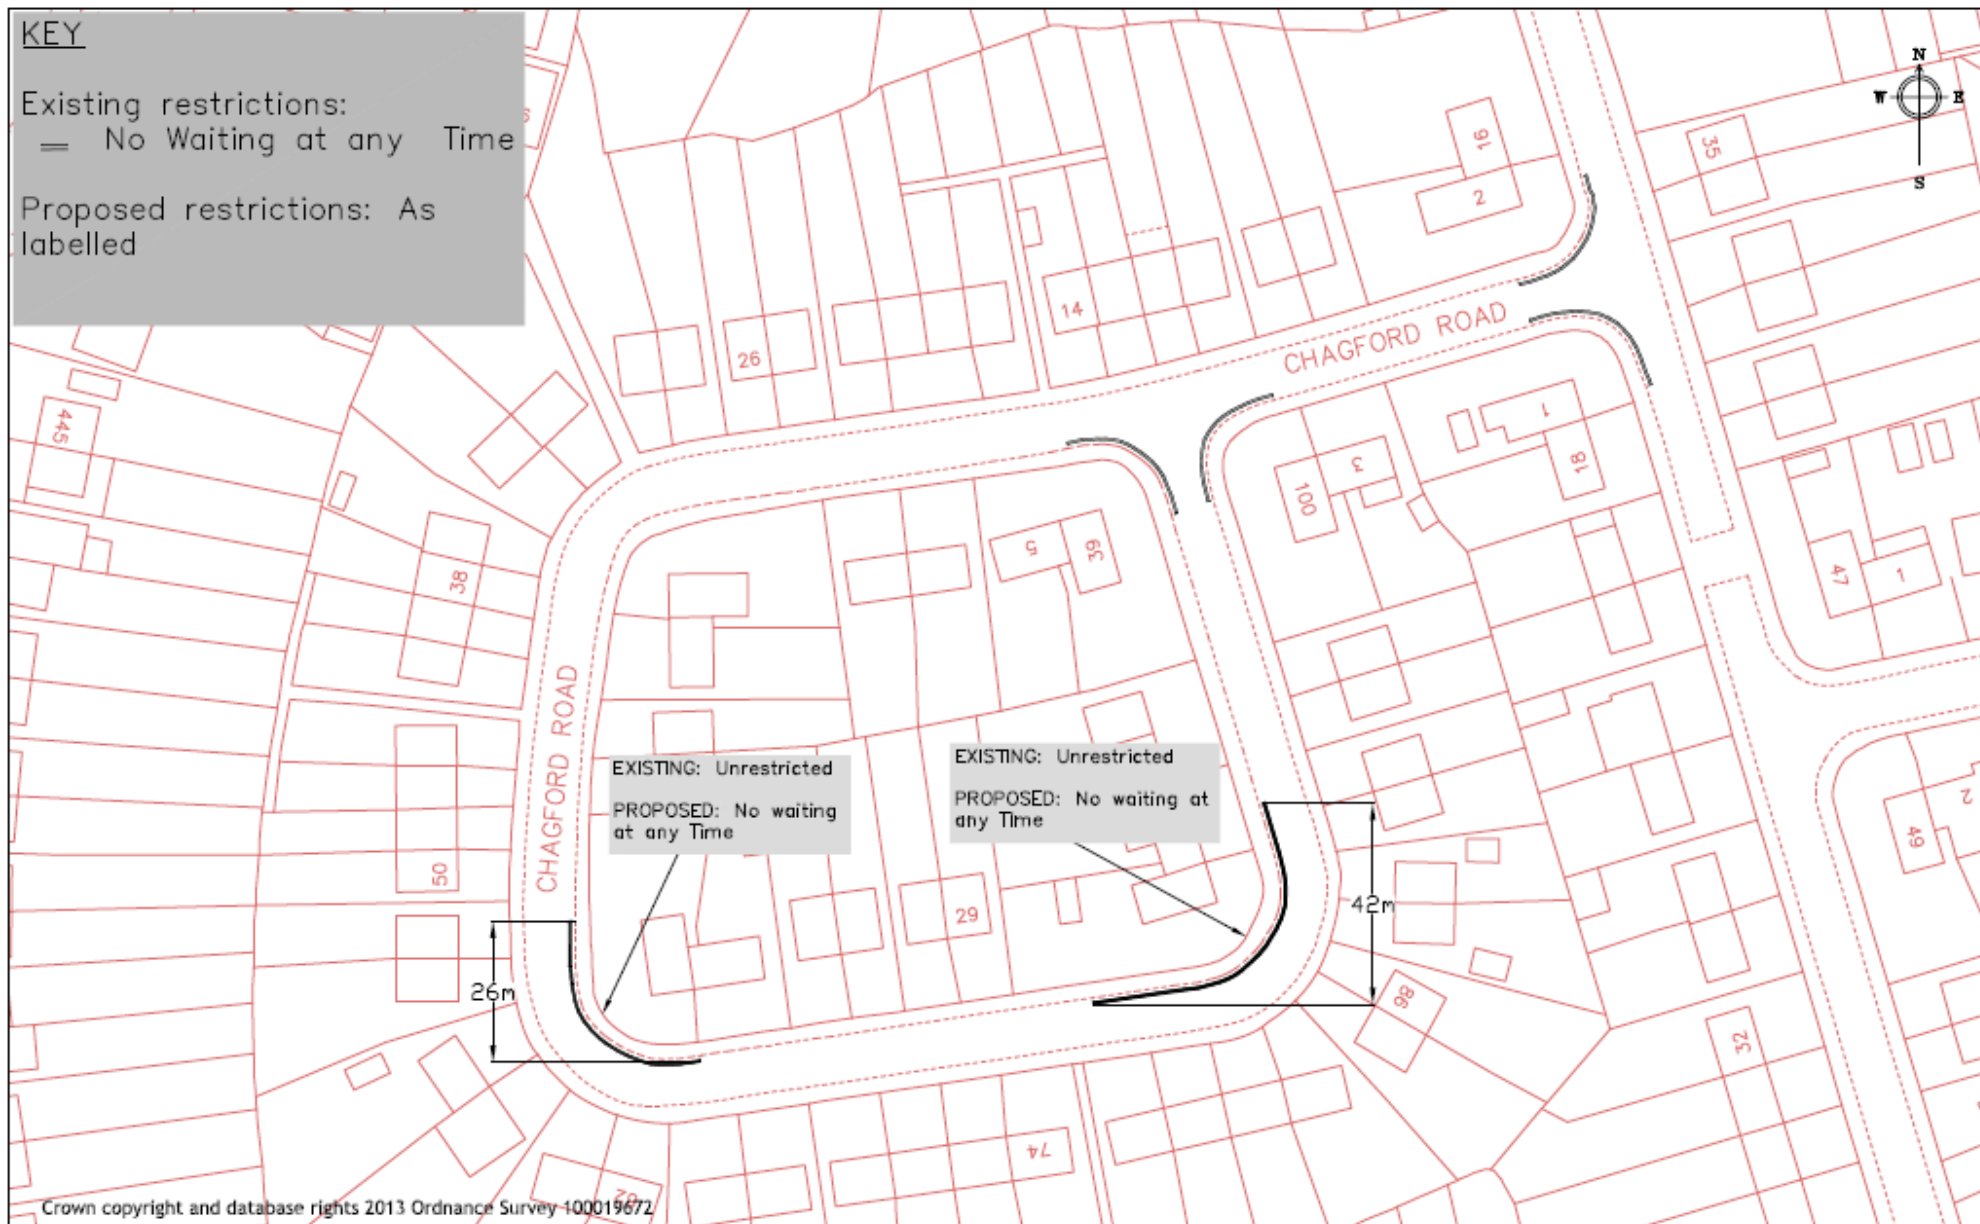 KEY
Existing restrictions:
No Waiting at any Time
Proposed restrictions: As
labelled
N
W E
S
16
2
35
14
26
CHAGFORD ROAD
445
1
18
3
100
38
5
39
47
1
CHAGFORD ROAD
EXISTING: Unrestricted
PROPOSED: No waiting
at any Time
EXISTING: Unrestricted
PROPOSED: No waiting at
any Time
2
49
50
29
42m
26m
86
32
74
62
Crown copyright and database rights 2013 Ordnance Survey 100019672